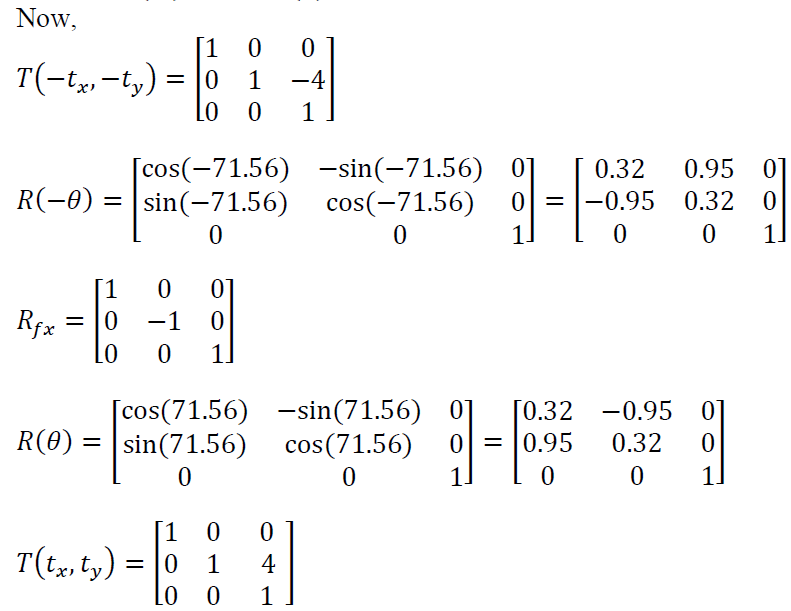 Now,
T(−tₓ, −t_y) = [1 0 0
0 1 −4
0 0 1]
R(−θ) = [cos(−71.56) −sin(−71.56) 0
sin(−71.56) cos(−71.56) 0
0 0 1] = [0.32 0.95 0
−0.95 0.32 0
0 0 1]
R_fx = [1 0 0
0 −1 0
0 0 1]
R(θ) = [cos(71.56) −sin(71.56) 0
sin(71.56) cos(71.56) 0
0 0 1] = [0.32 −0.95 0
0.95 0.32 0
0 0 1]
T(tₓ, t_y) = [1 0 0
0 1 4
0 0 1]